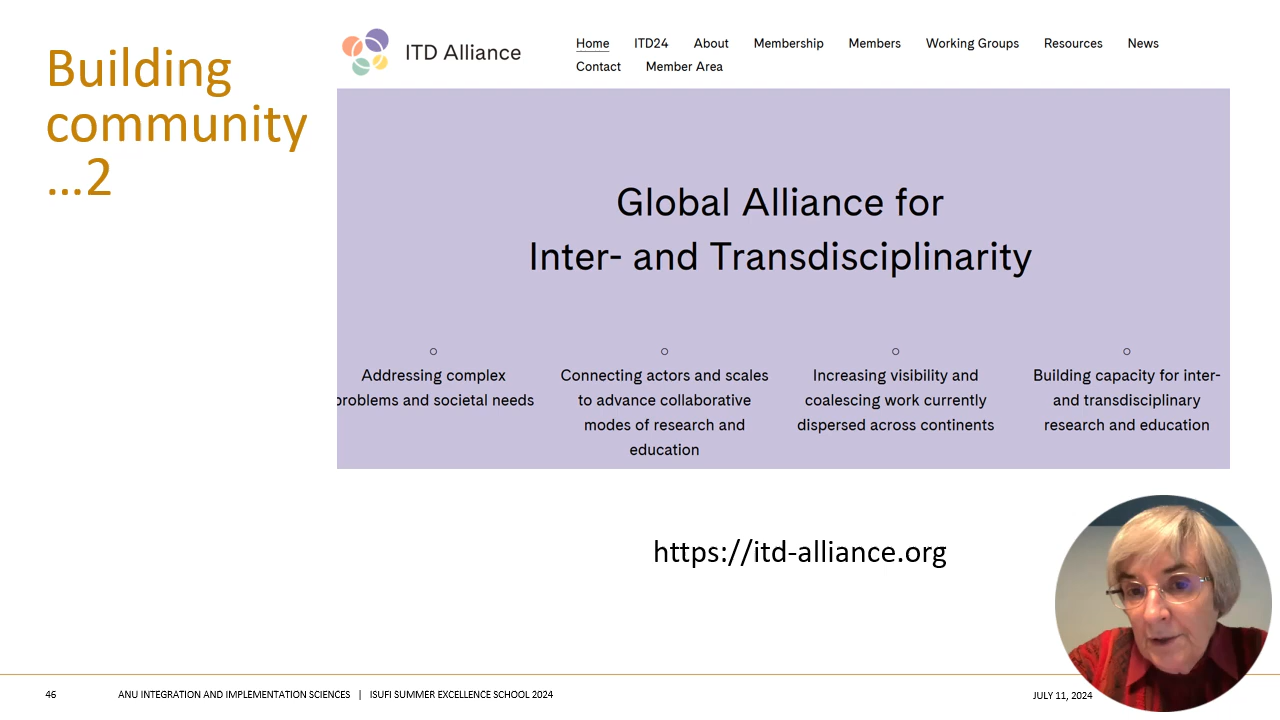 Building
community
...2
ITD Alliance
Home ITD24 About Membership Members Working Groups Resources News
Contact Member Area
Global Alliance for
Inter- and Transdisciplinarity
Addressing complex
problems and societal needs
Connecting actors and scales
to advance collaborative
modes of research and
education
Increasing visibility and
coalescing work currently
dispersed across continents
Building capacity for inter-
and transdisciplinary
research and education
https://itd-alliance.org
46 ANU INTEGRATION AND IMPLEMENTATION SCIENCES | ISUFI SUMMER EXCELLENCE SCHOOL 2024 JULY 11, 2024